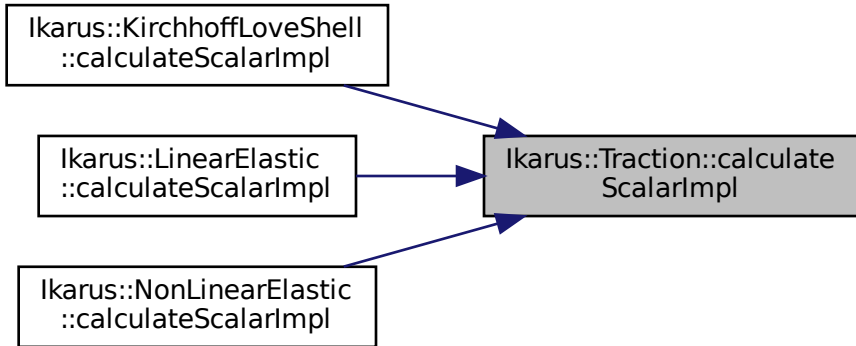 Ikarus::KirchhoffLoveShell
::calculateScalarImpl
Ikarus::LinearElastic
::calculateScalarImpl
Ikarus::Traction::calculate
ScalarImpl
Ikarus::NonLinearElastic
::calculateScalarImpl